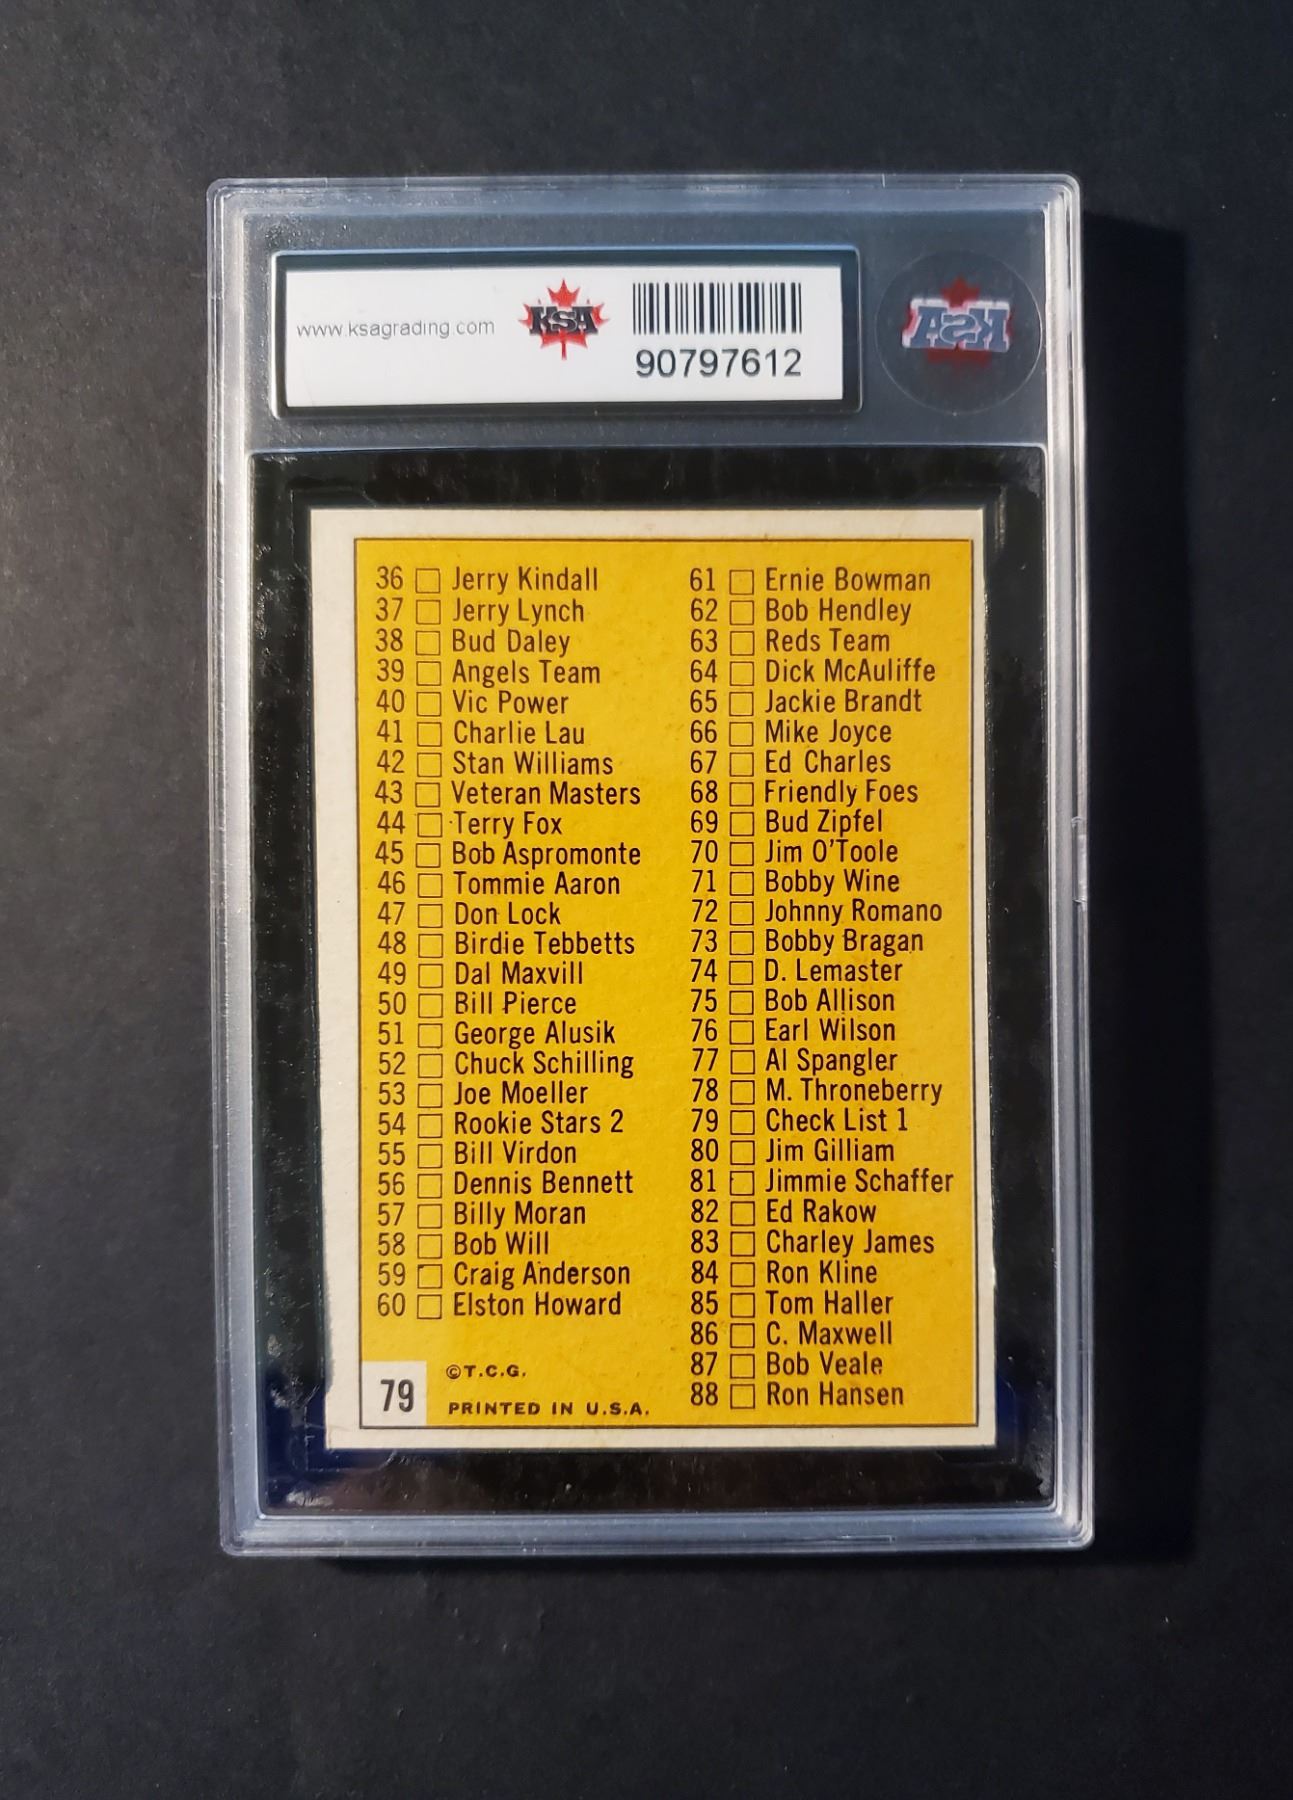 www.ksagrading.com
KSA
90797612
KSA
36 Jerry Kindall
37 Jerry Lynch
38 Bud Daley
39 Angels Team
40 Vic Power
41 Charlie Lau
42 Stan Williams
43 Veteran Masters
44 Terry Fox
45 Bob Aspromonte
46 Tommie Aaron
47 Don Lock
48 Birdie Tebbetts
49 Dal Maxvill
50 Bill Pierce
51 George Alusik
52 Chuck Schilling
53 Joe Moeller
54 Rookie Stars 2
55 Bill Virdon
56 Dennis Bennett
57 Billy Moran
58 Bob Will
59 Craig Anderson
60 Elston Howard
79
©T.C.G.
PRINTED IN U.S.A.
61 Ernie Bowman
62 Bob Hendley
63 Reds Team
64 Dick McAuliffe
65 Jackie Brandt
66 Mike Joyce
67 Ed Charles
68 Friendly Foes
69 Bud Zipfel
70 Jim O'Toole
71 Bobby Wine
72 Johnny Romano
73 Bobby Bragan
74 D. Lemaster
75 Bob Allison
76 Earl Wilson
77 Al Spangler
78 M. Throneberry
79 Check List 1
80 Jim Gilliam
81 Jimmie Schaffer
82 Ed Rakow
83 Charley James
84 Ron Kline
85 Tom Haller
86 C. Maxwell
87 Bob Veale
88 Ron Hansen